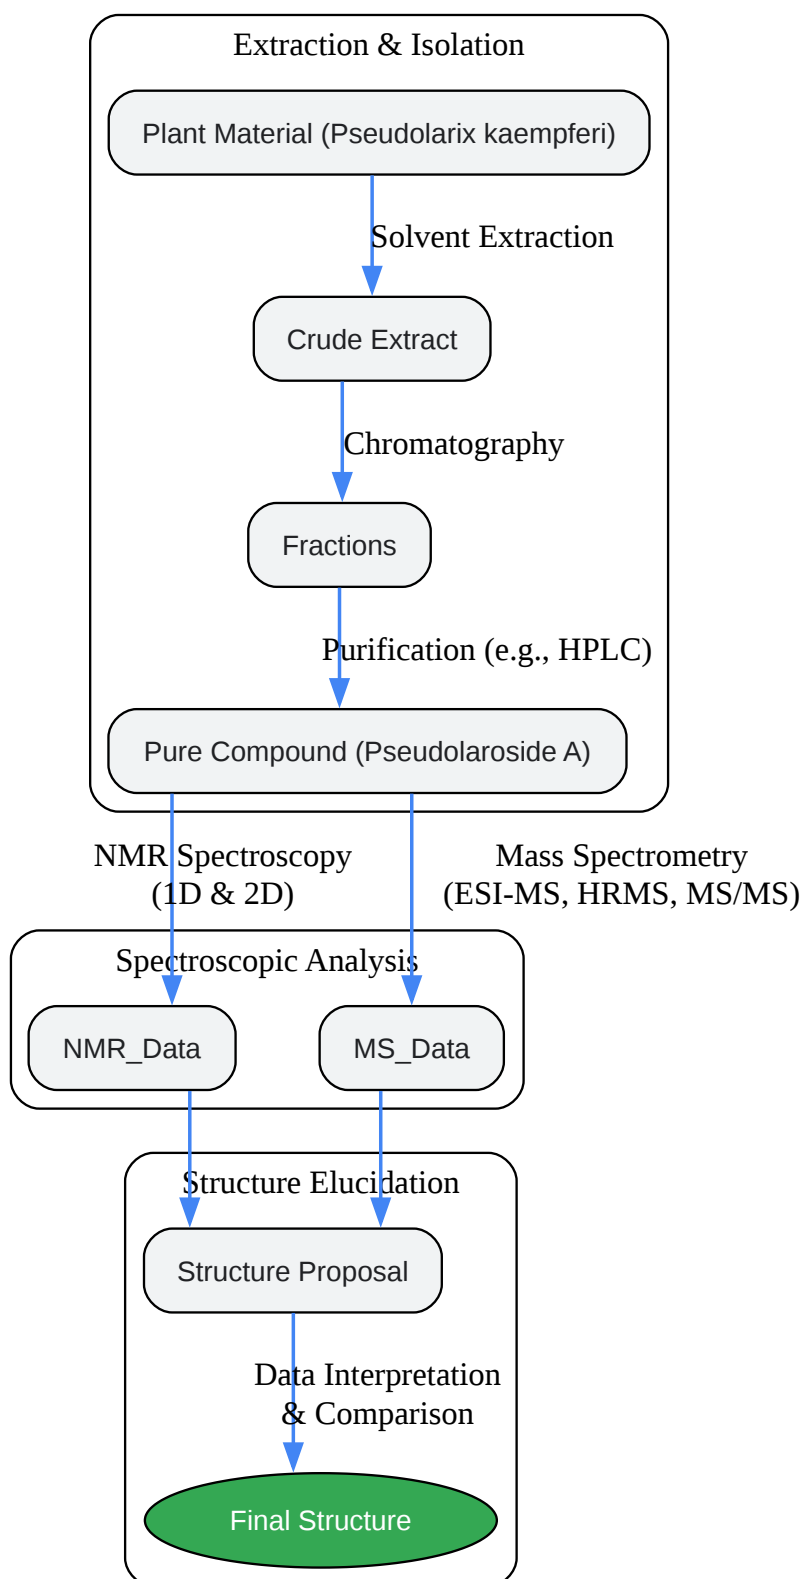 Extraction & Isolation
Plant Material (Pseudolarix kaempferi)
Solvent Extraction
Crude Extract
Chromatography
Fractions
Purification (e.g., HPLC)
Pure Compound (Pseudolaroside A)
NMR Spectroscopy
(1D & 2D)
Mass Spectrometry
(ESI-MS, HRMS, MS/MS)
Spectroscopic Analysis
NMR_Data
MS_Data
Structure Elucidation
Structure Proposal
Data Interpretation
& Comparison
Final Structure